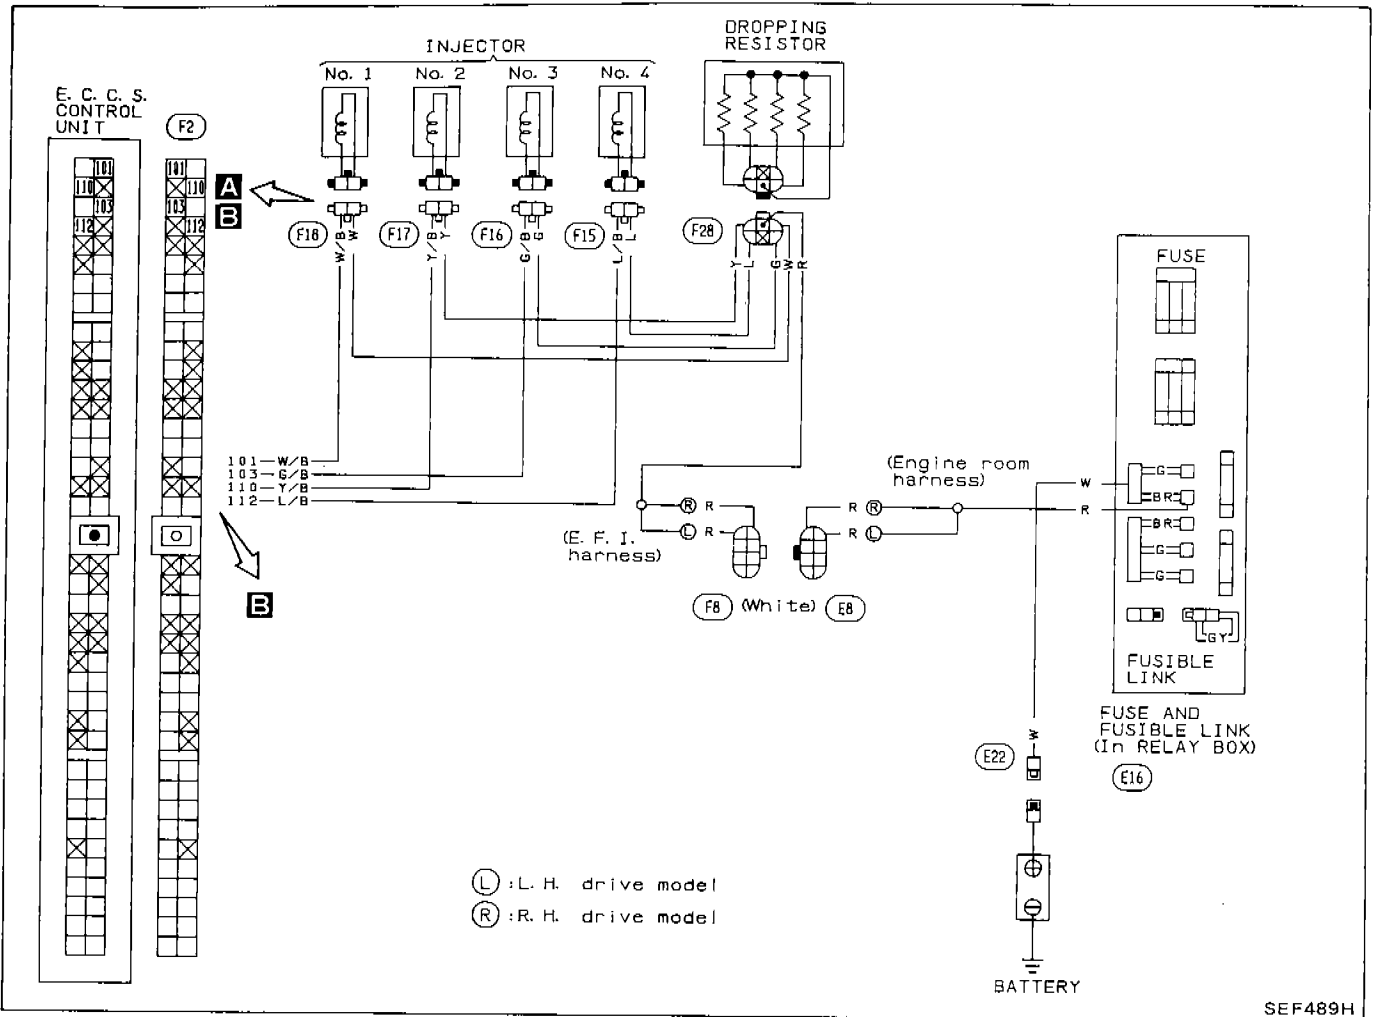 INJECTOR
No. 1
No. 2
No. 3
No. 4
DROPPING
RESISTOR
E. C. C. S.
CONTROL
UNIT
F2
101
110
103
112
101
110
103
112
A
B
F18
W/B
W
F17
Y/B
Y
F16
G/B
G
F15
L/B
L
F28
Y
L
G
W
R
101—W/B
103—G/B
110—Y/B
112—L/B
B
(E. F. I.
harness)
R R
L R
F8 (White) E8
(Engine room
harness)
R R
R L
W
R
FUSE
G
BR
BR
G
G
GY
FUSIBLE
LINK
FUSE AND
FUSIBLE LINK
(In RELAY BOX)
E16
W
E22
BATTERY
L :L. H. drive model
R :R. H. drive model
SEF489H